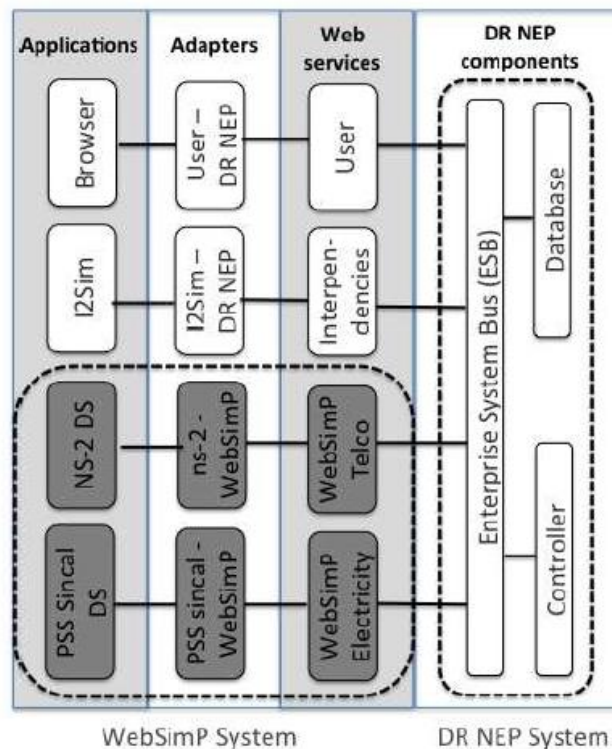 Applications
Adapters
Web
services
DR NEP
components
Browser
User –
DR NEP
User
I2Sim
I2Sim –
DR NEP
Interpen-
dencies
NS-2 DS
ns-2 -
WebSimP
WebSimP
Telco
PSS Sincal
DS
PSS sincal -
WebSimP
WebSimP
Electricity
Enterprise System Bus (ESB)
Database
Controller
WebSimP System
DR NEP System